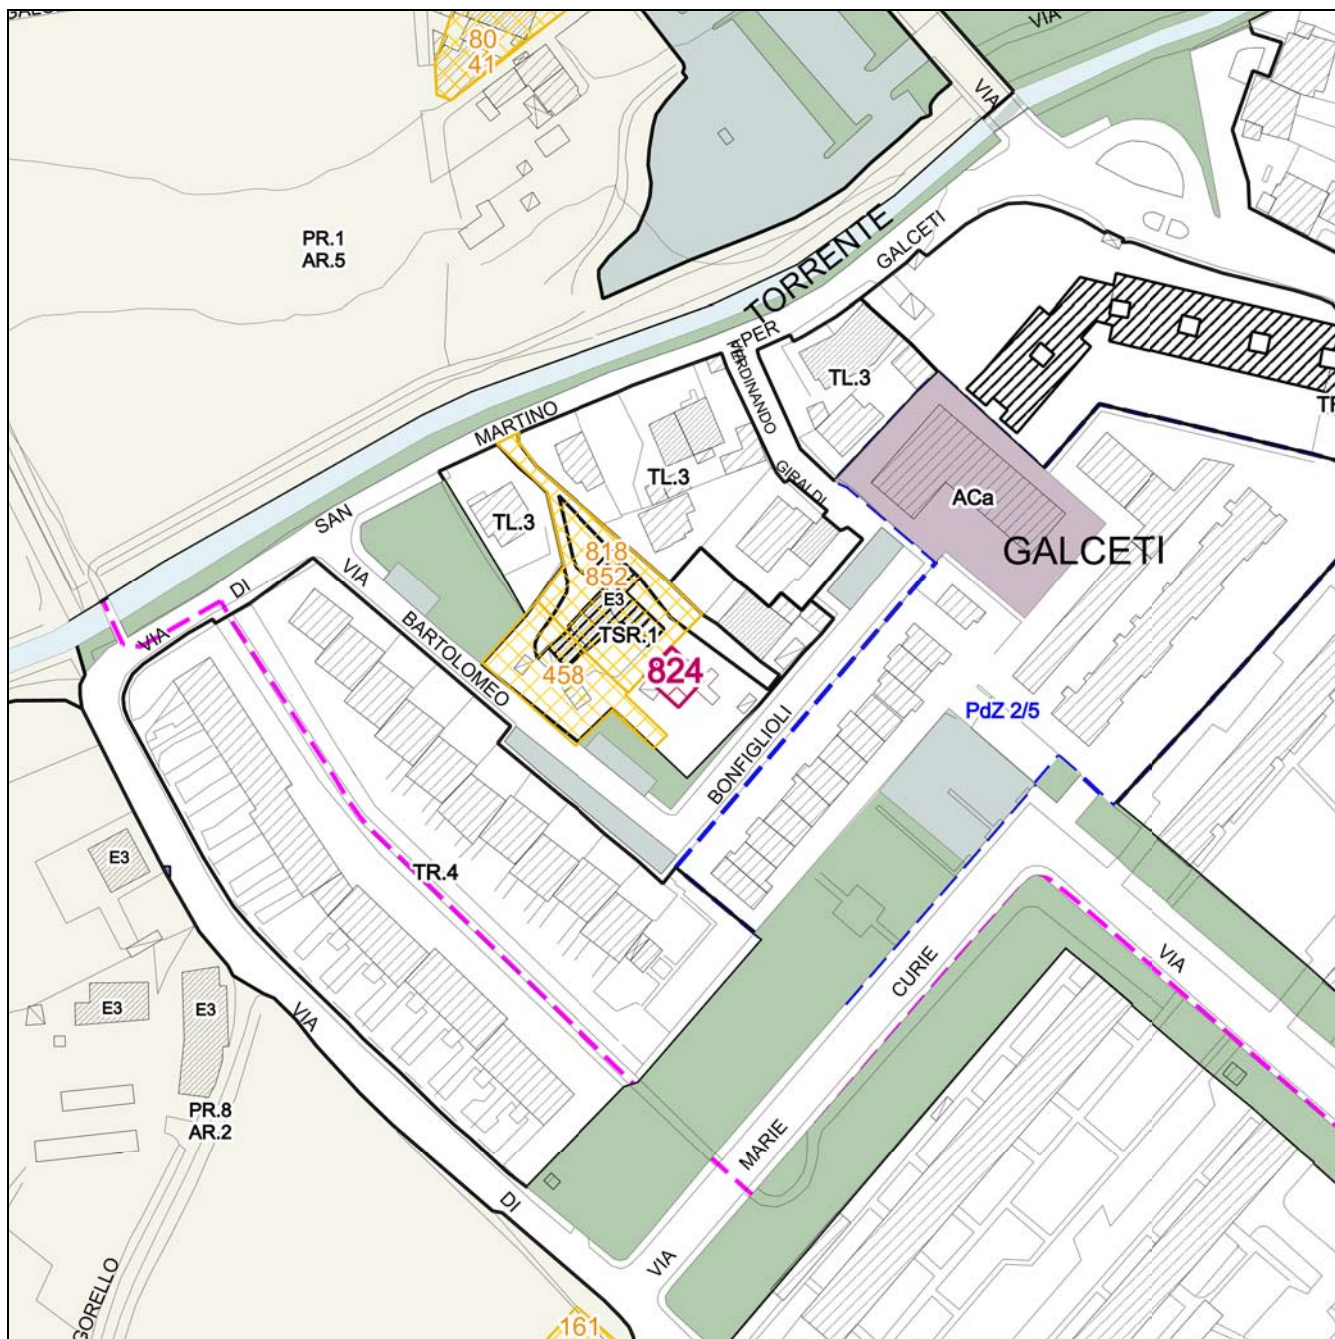 VIA
80
41
VIA
PR.1
AR.5
TORRENTE
GALCETI
PER
FERDINANDO
GIRALDI
TL.3
MARTINO
TL.3
ACa
TL.3
SAN
GALCETI
818
852
E3
TSR.1
VIA
DI
VIA
BARTOLOMEO
458
824
BONFIGLIOLI
PdZ 2/5
E3
TR.4
VIA
CURIE
E3
E3
VIA
PR.8
AR.2
MARIE
DI
VIA
GORELLO
161